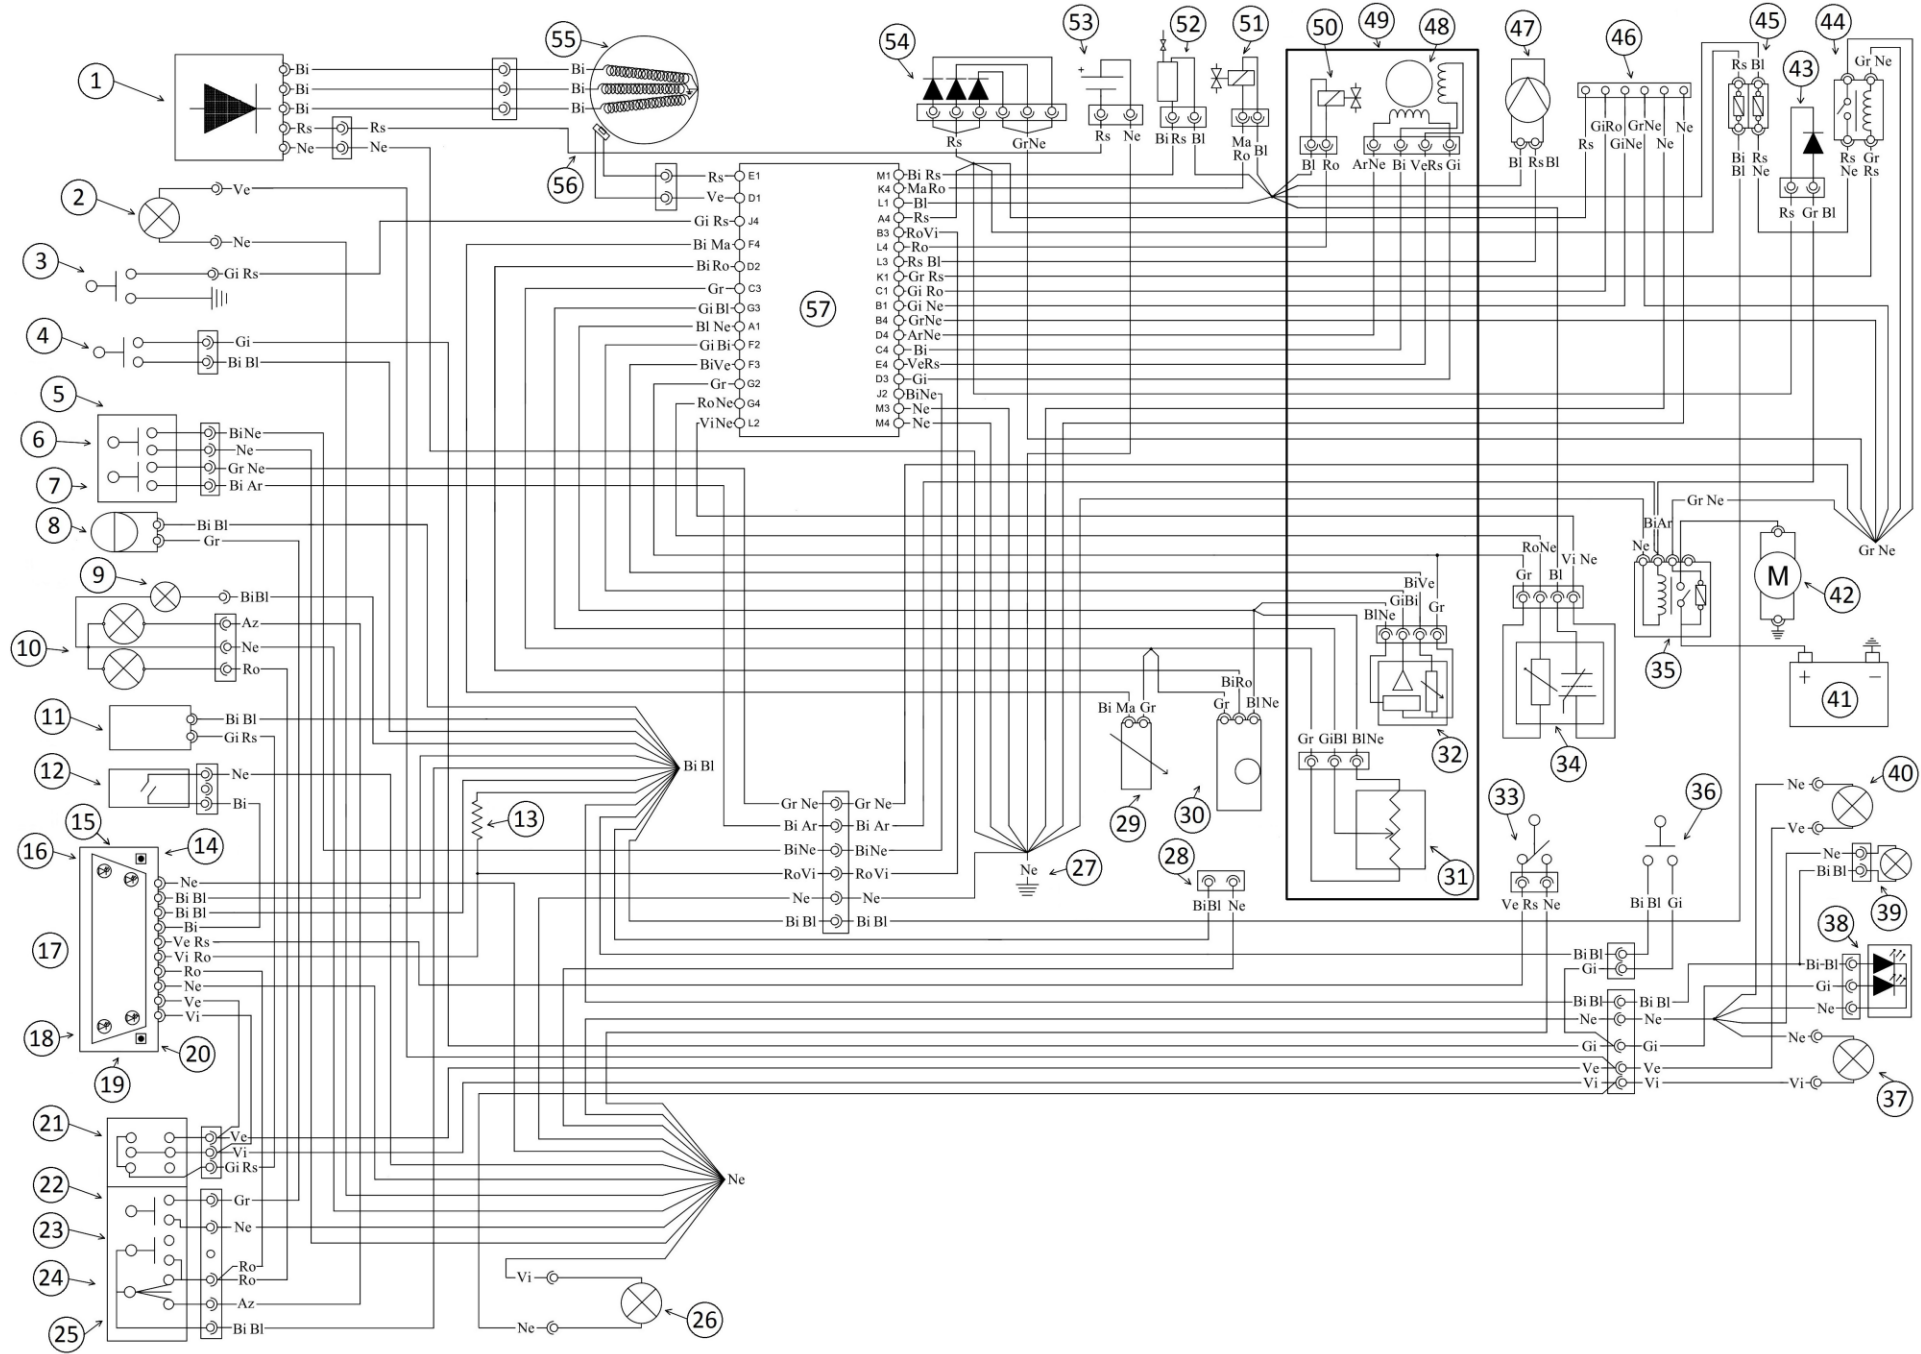 1
Bi
Bi
Bi
Rs
Ne
Bi
Bi
Bi
Rs
Ne
55
56
54
Rs
GrNe
53
+
Rs
Ne
52
Bi Rs
Bl
51
Ma
Ro
Bl
50
Bl
Ro
49
48
ArNe
Bi
VeRs
Gi
47
Bl
RsBl
46
Rs
GiRo
GiNe
GrNe
Ne
Ne
45
Rs
Bl
Bi
Bl
Rs
Ne
43
Rs
Gr Bl
44
Gr Ne
Rs
Ne
Gr
Rs
2
Ve
Ne
3
Gi Rs
4
Gi
Bi Bl
5
6
7
BiNe
Ne
Gr Ne
Bi Ar
8
Bi Bl
Gr
9
BiBl
10
Az
Ne
Ro
11
Bi Bl
Gi Rs
12
Ne
Bi
13
57
Rs
E1
Ve
D1
Gi Rs
J4
Bi Ma
F4
Bi Ro
D2
Gr
C3
Gi Bl
G3
Bl Ne
A1
Gi Bi
F2
BiVe
F3
Gr
G2
Ro Ne
G4
Vi Ne
L2
M1
Bi Rs
K4
MaRo
L1
Bl
A4
Rs
B3
RoVi
L4
Ro
L3
Rs Bl
K1
Gr Rs
C1
Gi Ro
B1
Gi Ne
B4
GrNe
D4
ArNe
C4
Bi
E4
VeRs
D3
Gi
J2
BiNe
M3
Ne
M4
Ne
Gr Ne
Gr Ne
BiAr
Ne
35
M
42
41
+
−
RoNe
Vi Ne
Gr
Bl
34
BiVe
GiBi
Gr
BlNe
32
Gr
GiBl
BlNe
31
Bi Ma
Gr
29
BiRo
Gr
BlNe
30
Bi Bl
Gr Ne
Gr Ne
Bi Ar
Bi Ar
BiNe
BiNe
RoVi
RoVi
Ne
Ne
Bi Bl
Bi Bl
Ne
27
28
BiBl
Ne
33
Ve Rs
Ne
36
Bi Bl
Gi
40
Ne
Ve
39
Ne
Bi Bl
38
Bi-Bl
Gi
Ne
37
Ne
Vi
Bi Bl
Gi
Bi Bl
Bi Bl
Ne
Ne
Gi
Gi
Ve
Ve
Vi
Vi
14
15
16
17
18
19
20
Ne
Bi Bl
Bi Bl
Bi
Ve Rs
Vi Ro
Ro
Ne
Ve
Vi
21
Ve
Vi
Gi Rs
22
23
24
25
Gr
Ne
Ro
Ro
Az
Bi Bl
Ne
26
Vi
Ne